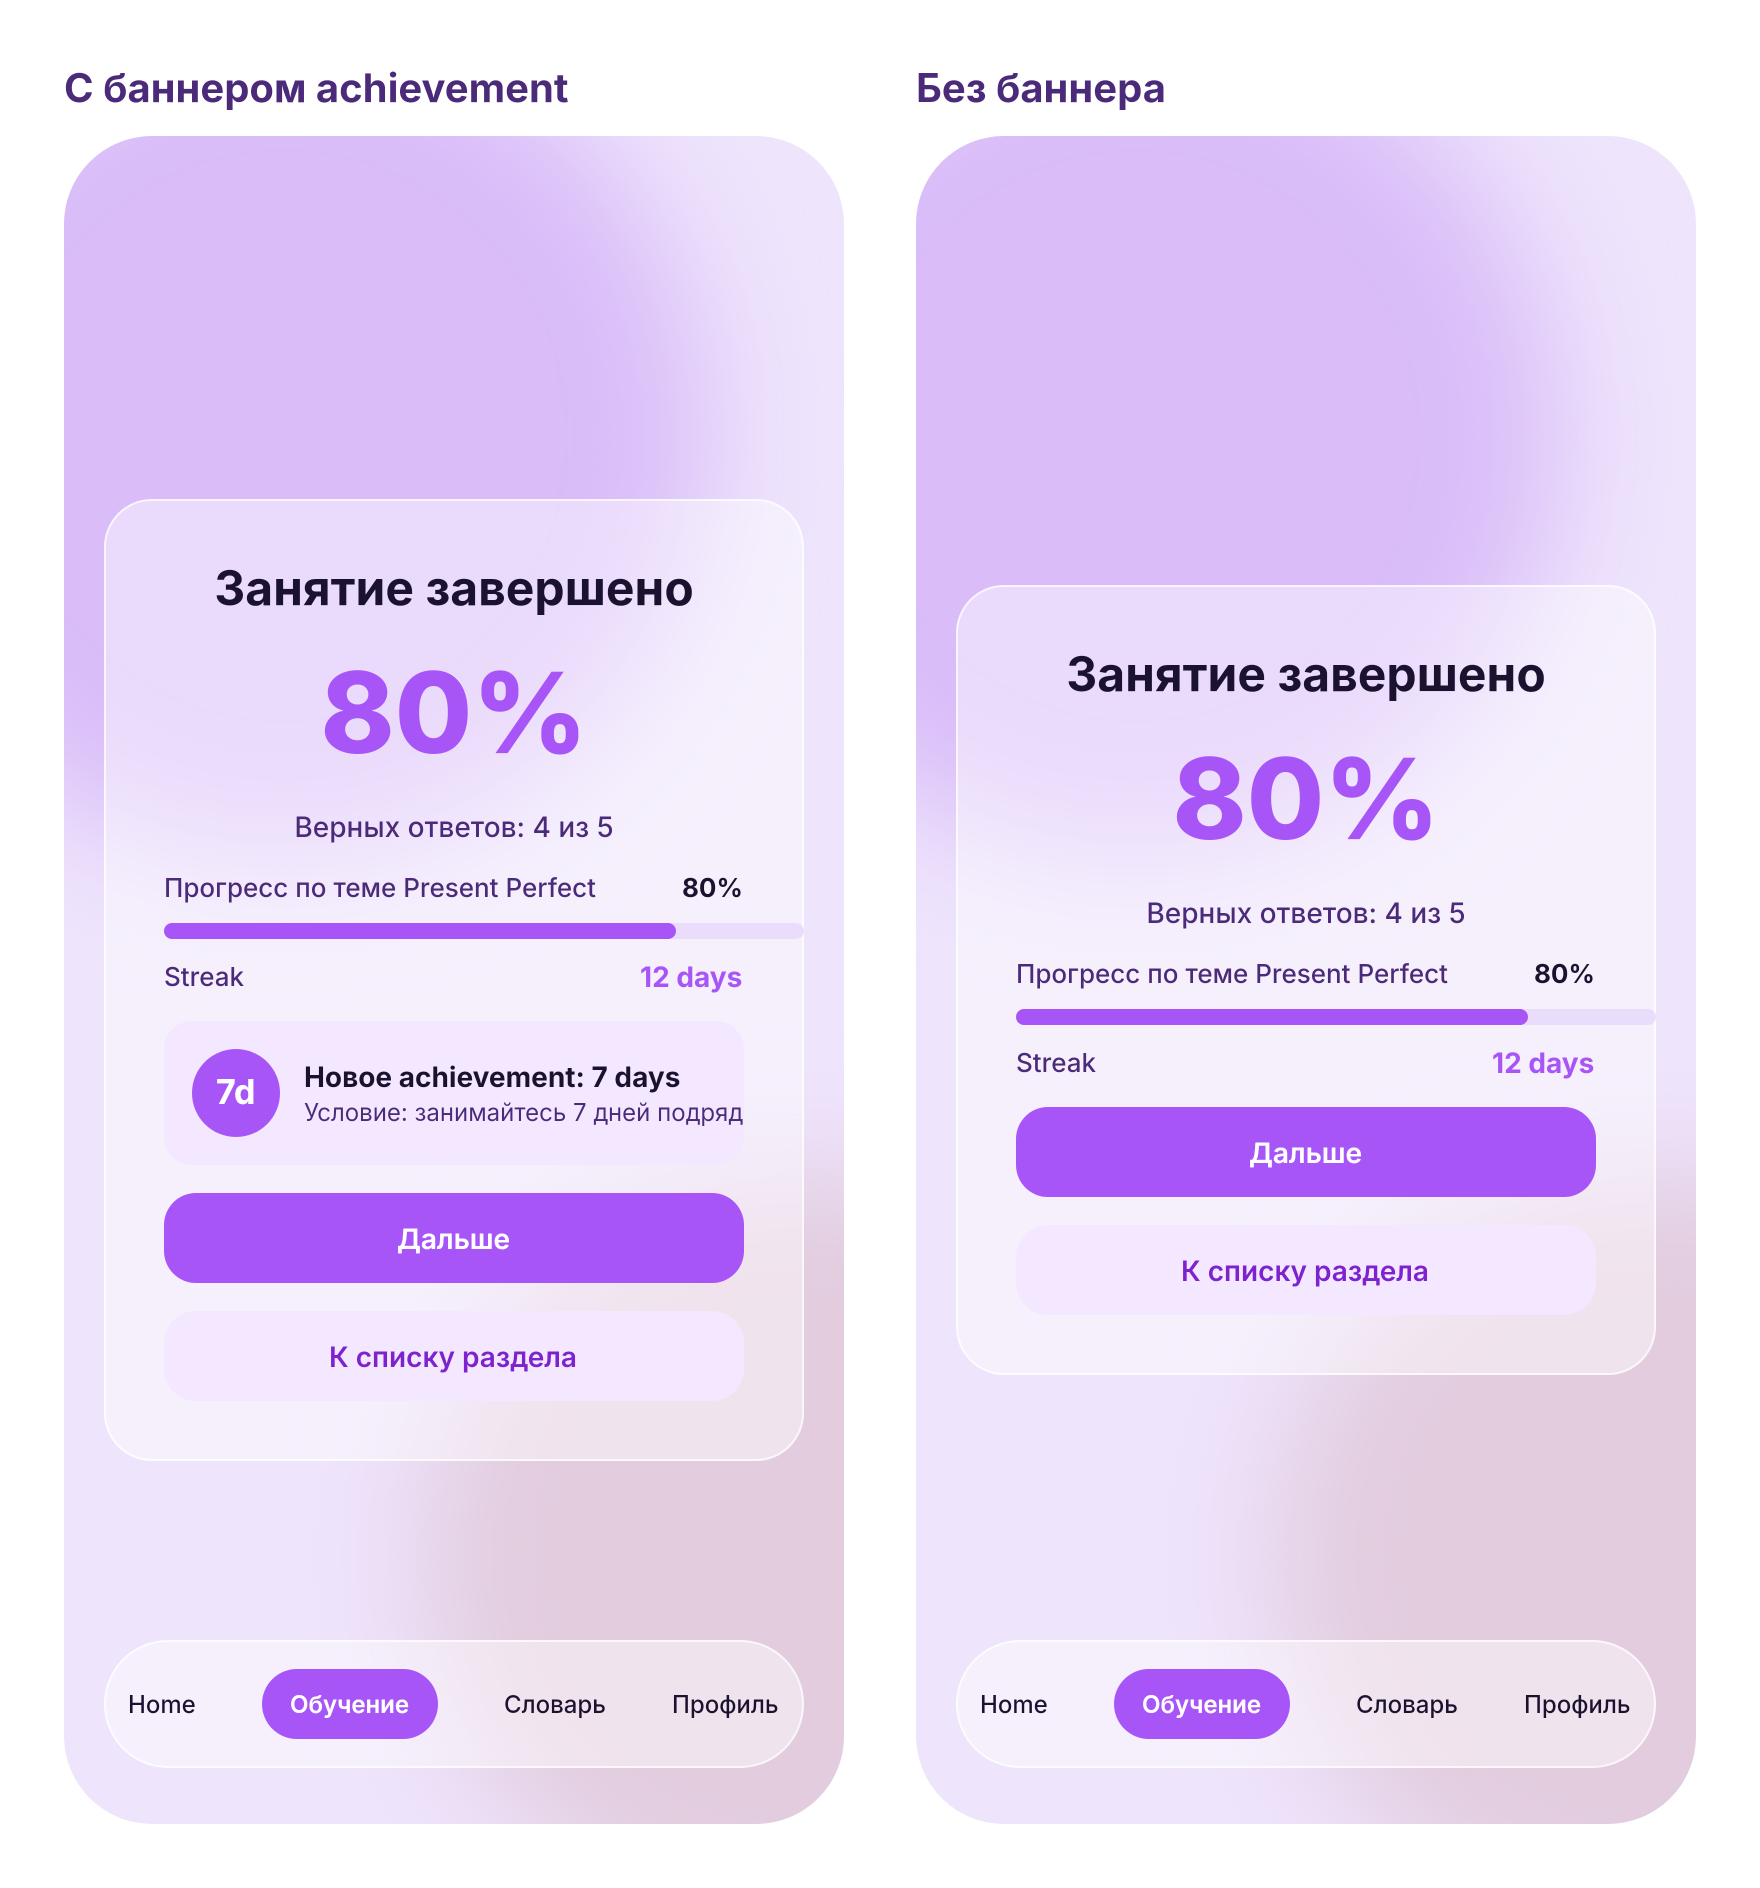 С баннером achievement
Занятие завершено
80%
Верных ответов: 4 из 5
Прогресс по теме Present Perfect 80%
Streak 12 days
7d
Новое achievement: 7 days
Условие: занимайтесь 7 дней подряд
Дальше
К списку раздела
Home Обучение Словарь Профиль
Без баннера
Занятие завершено
80%
Верных ответов: 4 из 5
Прогресс по теме Present Perfect 80%
Streak 12 days
Дальше
К списку раздела
Home Обучение Словарь Профиль